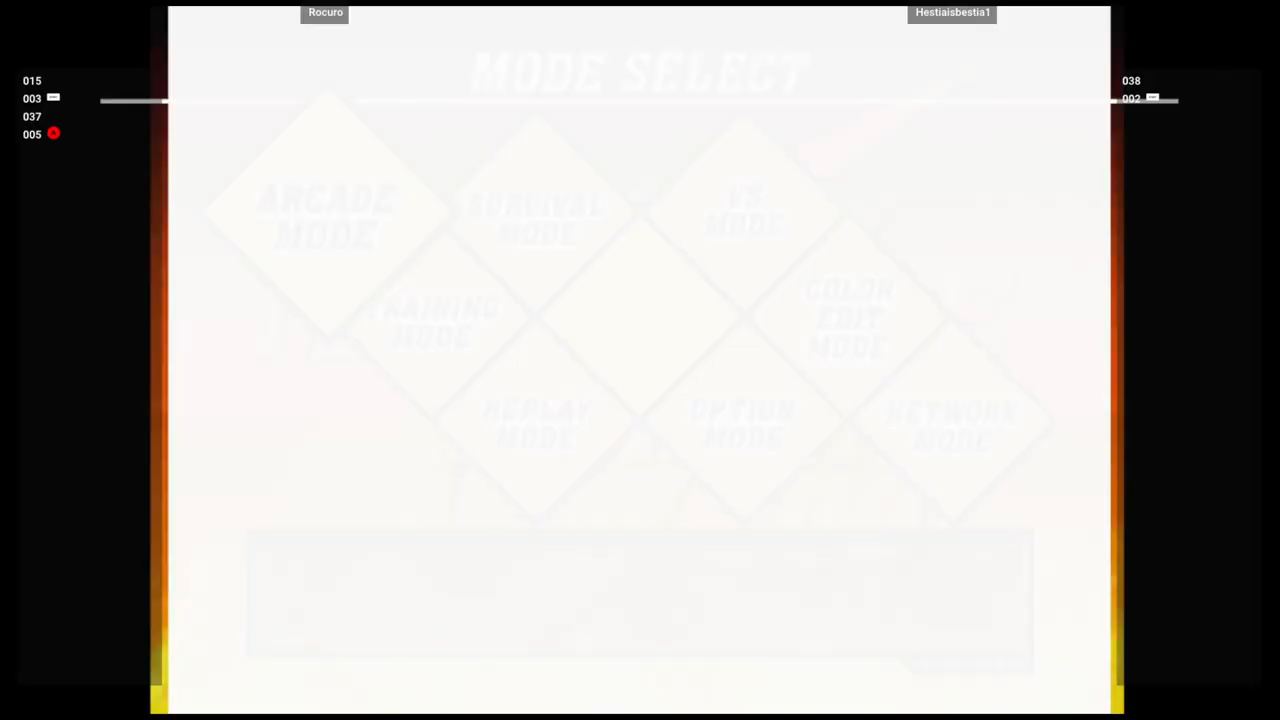 Rocuro
Hestiaisbestia1
MODE SELECT
015
003
037
005
038
002
ARCADE
MODE
SURVIVAL
MODE
VS
MODE
TRAINING
MODE
COLOR
EDIT
MODE
REPLAY
MODE
OPTION
MODE
NETWORK
MODE